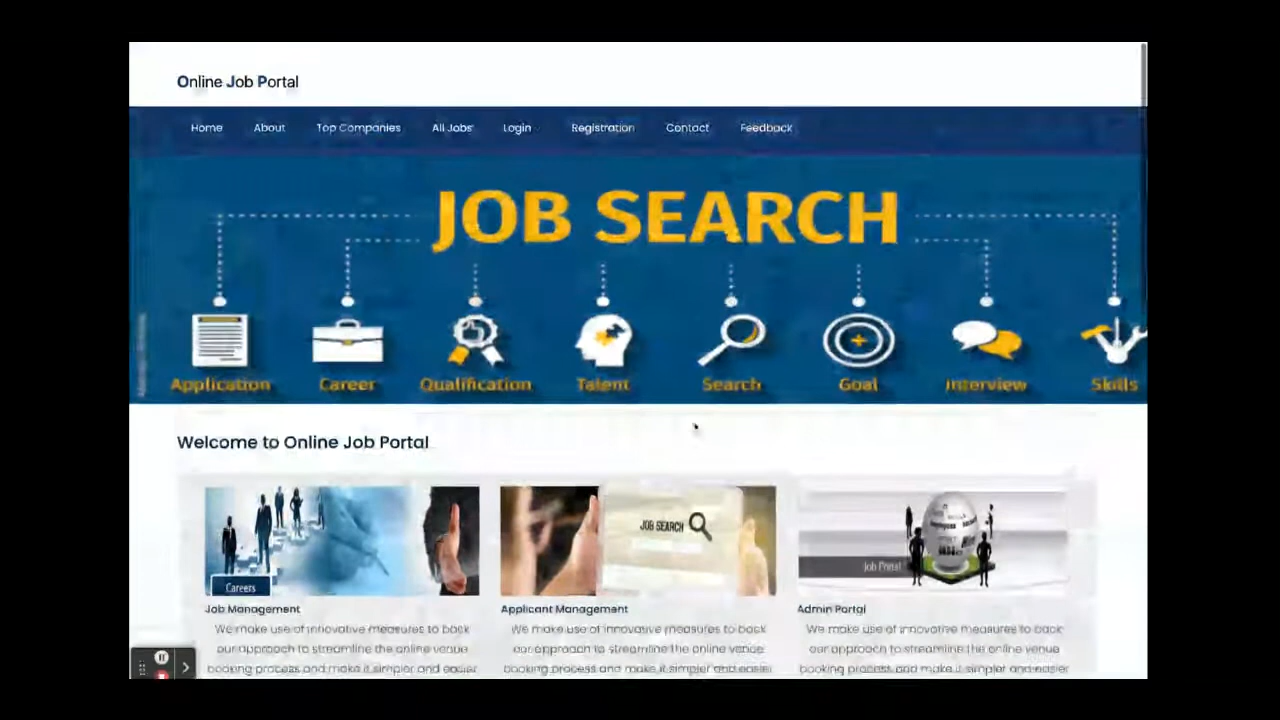 Online Job Portal
Home About Top Companies All Jobs Login Registration Contact Feedback
JOB SEARCH
Application Career Qualification Talent Search Goal Interview Skills
Welcome to Online Job Portal
JOB SEARCH
Job Portal
Careers
Job Management Applicant Management Admin Portal
We make use of innovative measures to back We make use of innovative measures to back We make use of innovative measures to back
our approach to streamline the online venue our approach to streamline the online venue our approach to streamline the online venue
booking process and make it simpler and easier booking process and make it simpler and easier booking process and make it simpler and easier